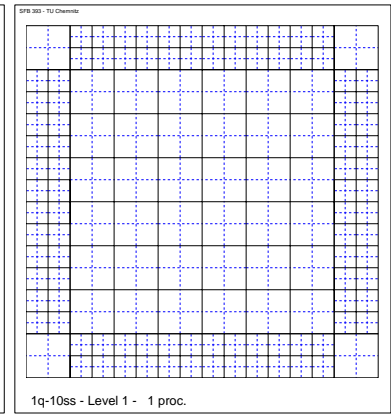 SFB 393 - TU Chemnitz
1q-10ss - Level 1 - 1 proc.